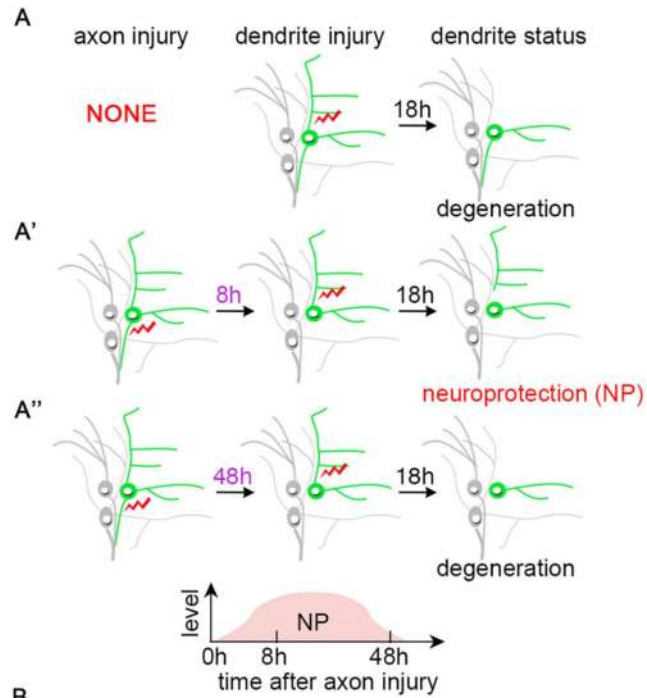 A
axon injury dendrite injury dendrite status
NONE
18h
degeneration
A'
8h 18h
neuroprotection (NP)
A"
48h 18h
degeneration
level
NP
0h 8h 48h
time after axon injury
B